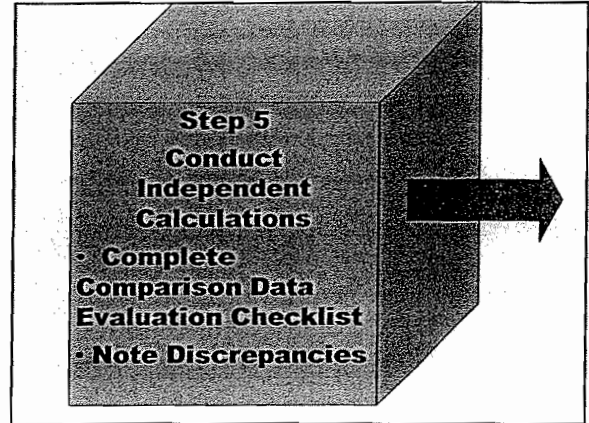 Step 5
Conduct
Independent
Calculations
• Complete
Comparison Data
Evaluation Checklist
• Note Discrepancies